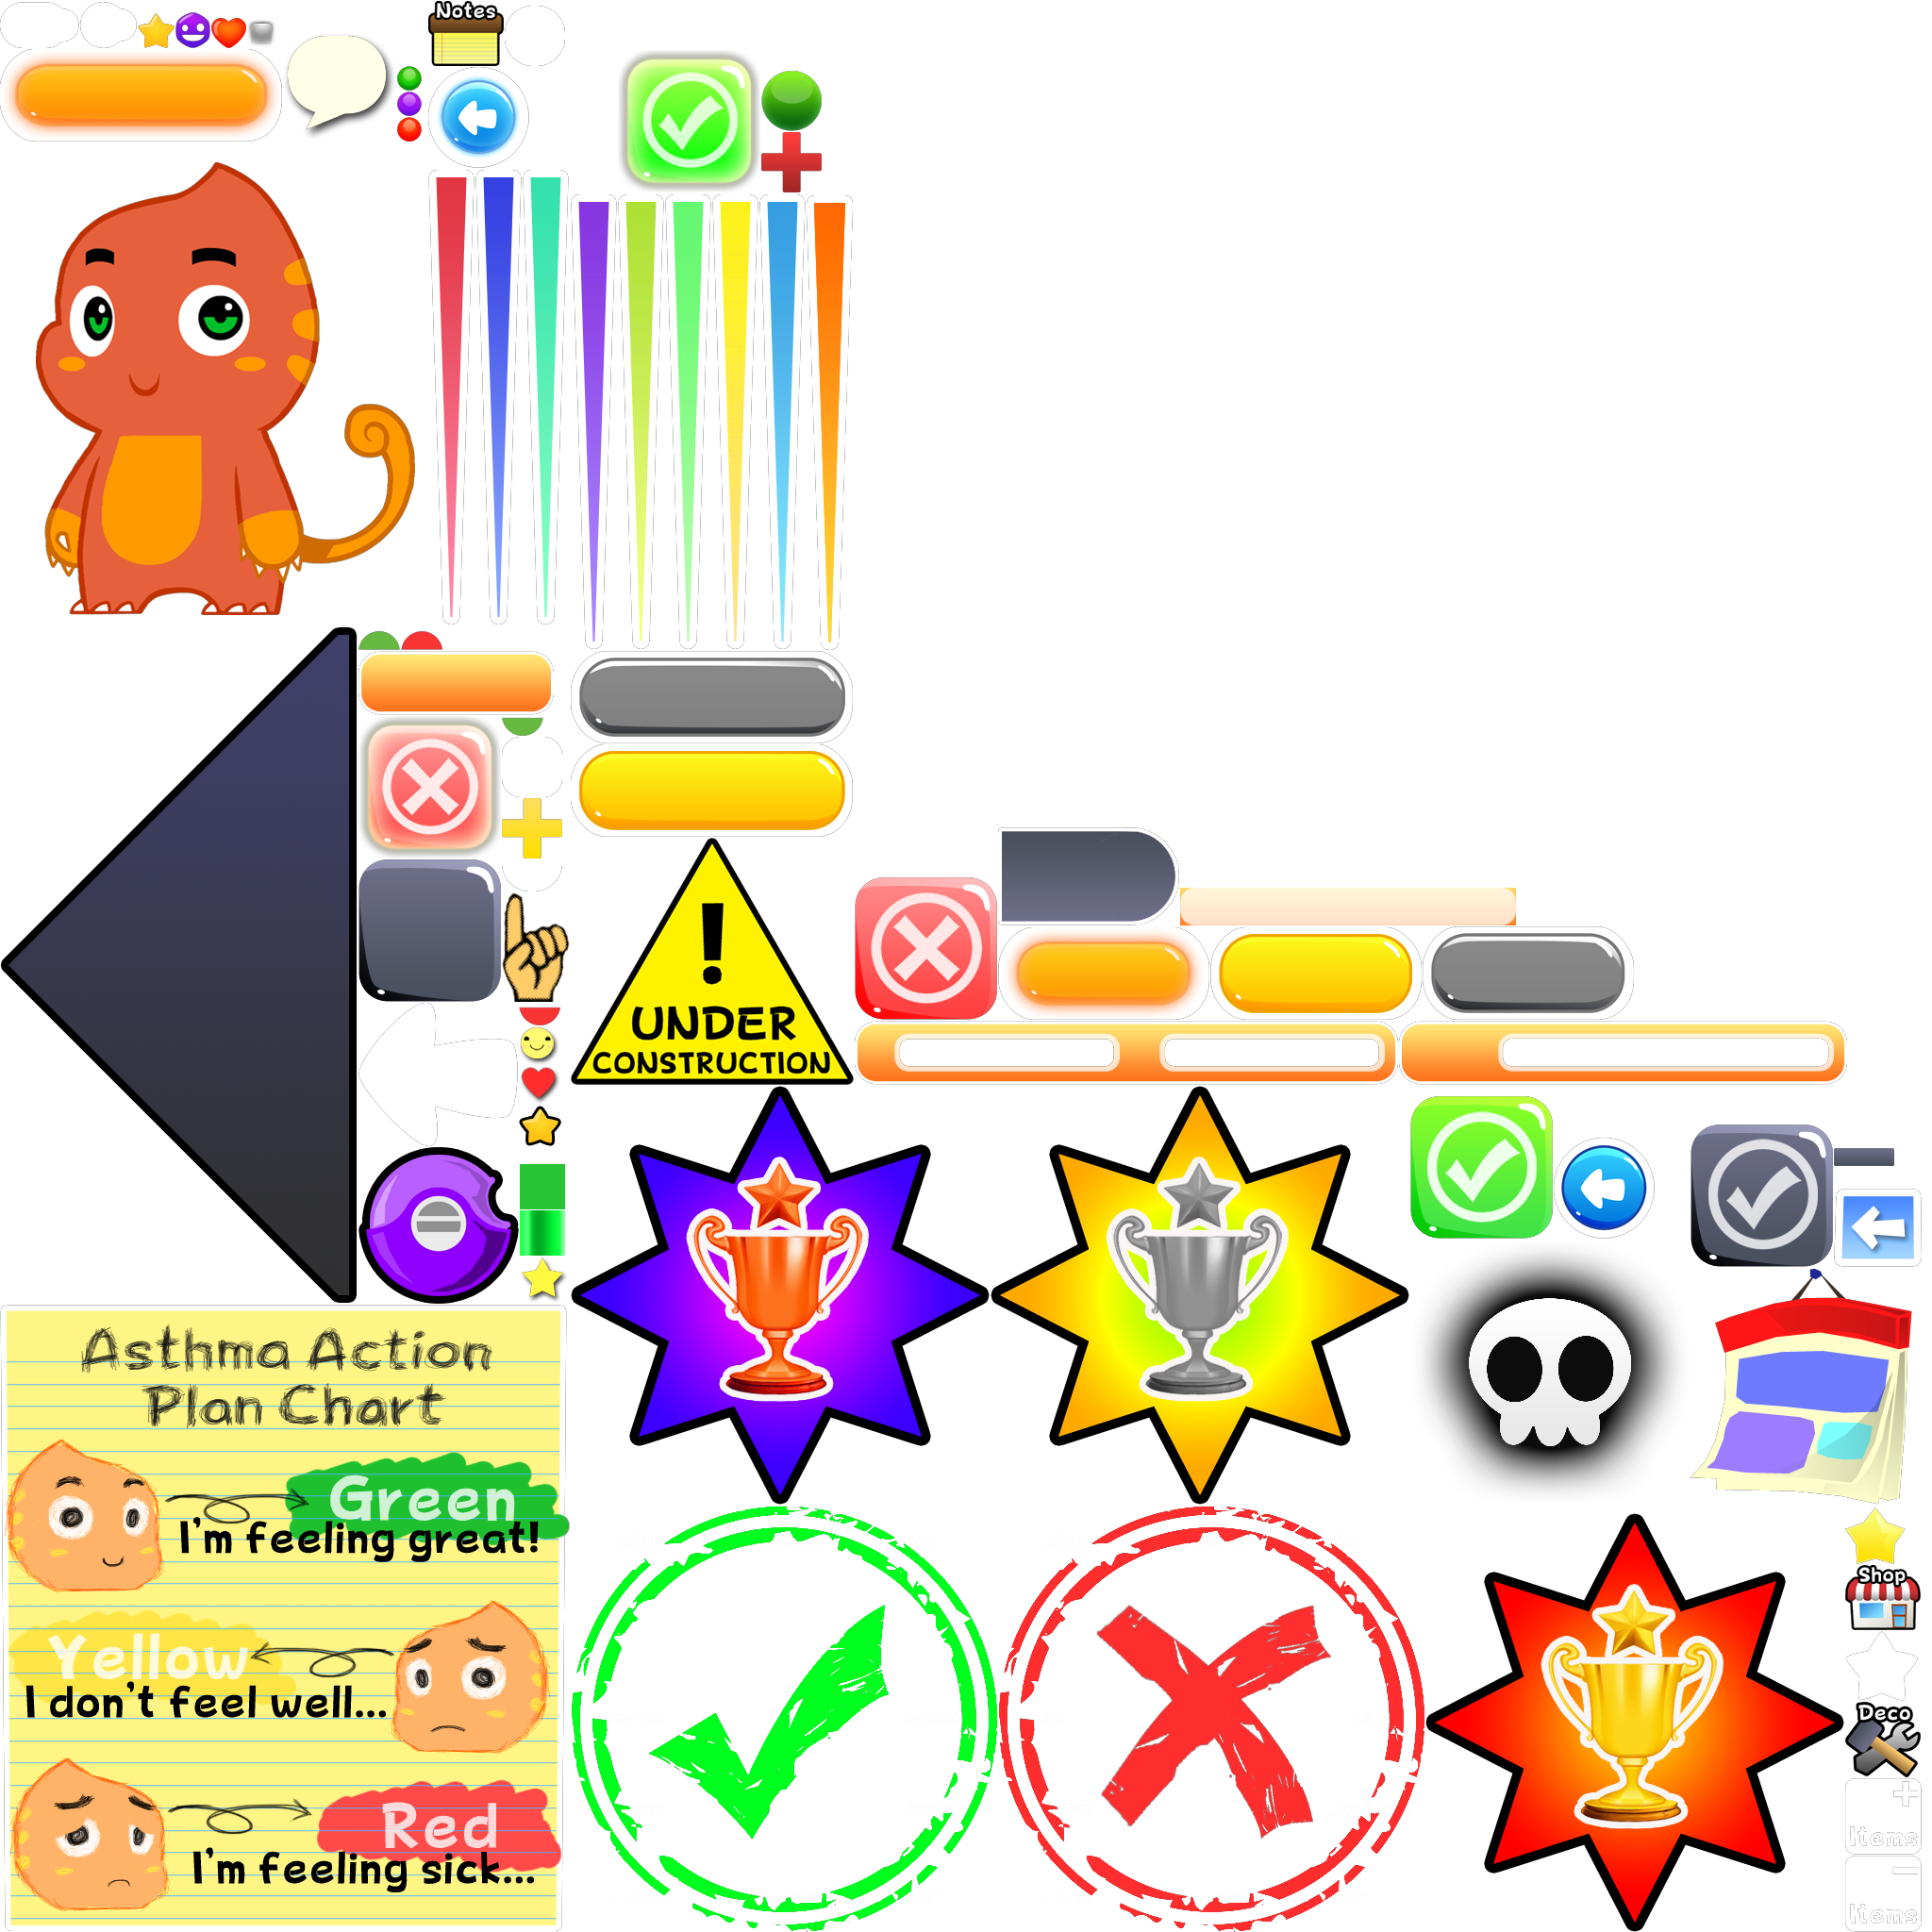 Notes
UNDER
CONSTRUCTION
Asthma Action
Plan Chart
Green
I'm feeling great!
Yellow
I don't feel well...
Red
I'm feeling sick...
Shop
Deco
Items
Items